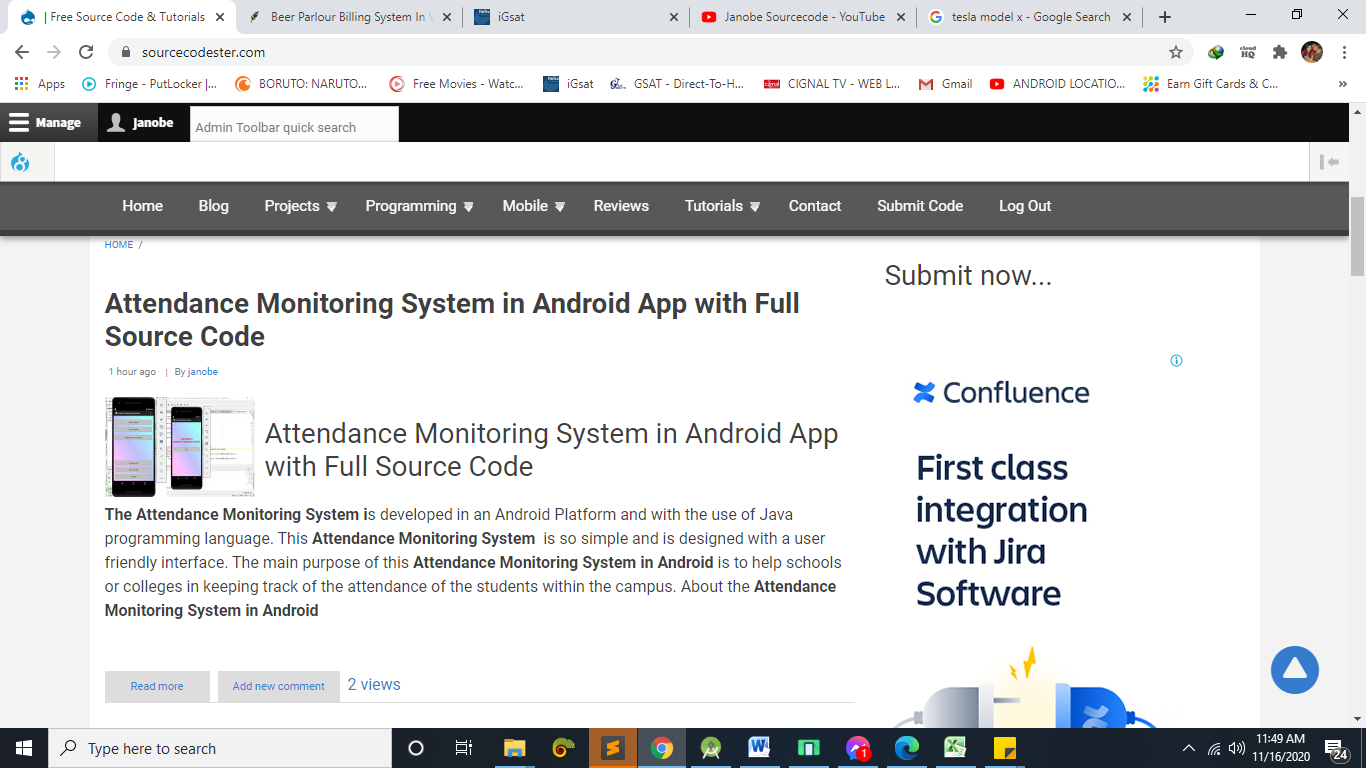 | Free Source Code & Tutorials
Beer Parlour Billing System In V
iGsat
Janobe Sourcecode - YouTube
tesla model x - Google Search
sourcecodester.com
cloud
HQ
Apps
Fringe - PutLocker |...
BORUTO: NARUTO...
Free Movies - Watc...
iGsat
GSAT - Direct-To-H...
CIGNAL TV - WEB L...
Gmail
ANDROID LOCATIO...
Earn Gift Cards & C...
»
Manage
Janobe
Admin Toolbar quick search
Home
Blog
Projects
Programming
Mobile
Reviews
Tutorials
Contact
Submit Code
Log Out
HOME /
Attendance Monitoring System in Android App with Full
Source Code
1 hour ago | By janobe
Attendance Monitoring System in Android App
with Full Source Code
The Attendance Monitoring System is developed in an Android Platform and with the use of Java
programming language. This Attendance Monitoring System is so simple and is designed with a user
friendly interface. The main purpose of this Attendance Monitoring System in Android is to help schools
or colleges in keeping track of the attendance of the students within the campus. About the Attendance
Monitoring System in Android
Read more
Add new comment
2 views
Submit now...
Confluence
First class
integration
with Jira
Software
Type here to search
1
11:49 AM
11/16/2020
24